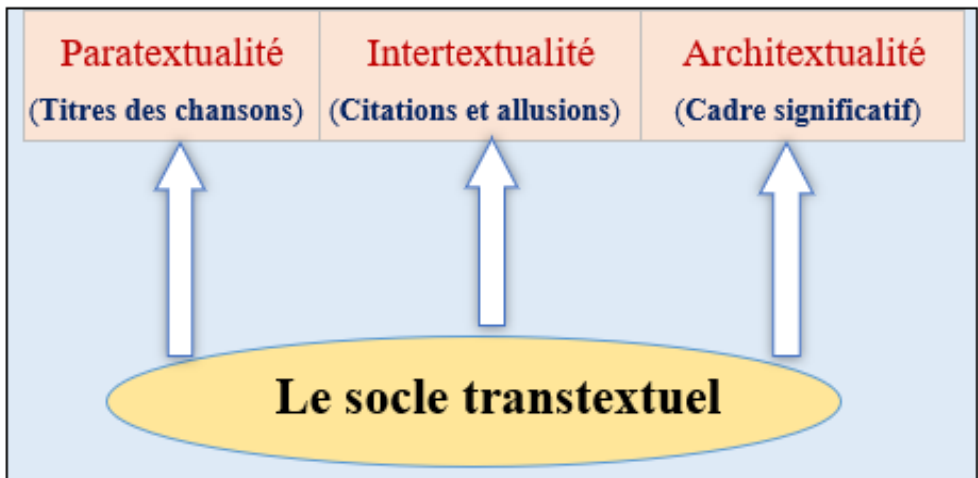 Paratextualité
(Titres des chansons)
Intertextualité
(Citations et allusions)
Architextualité
(Cadre significatif)
Le socle transtextuel